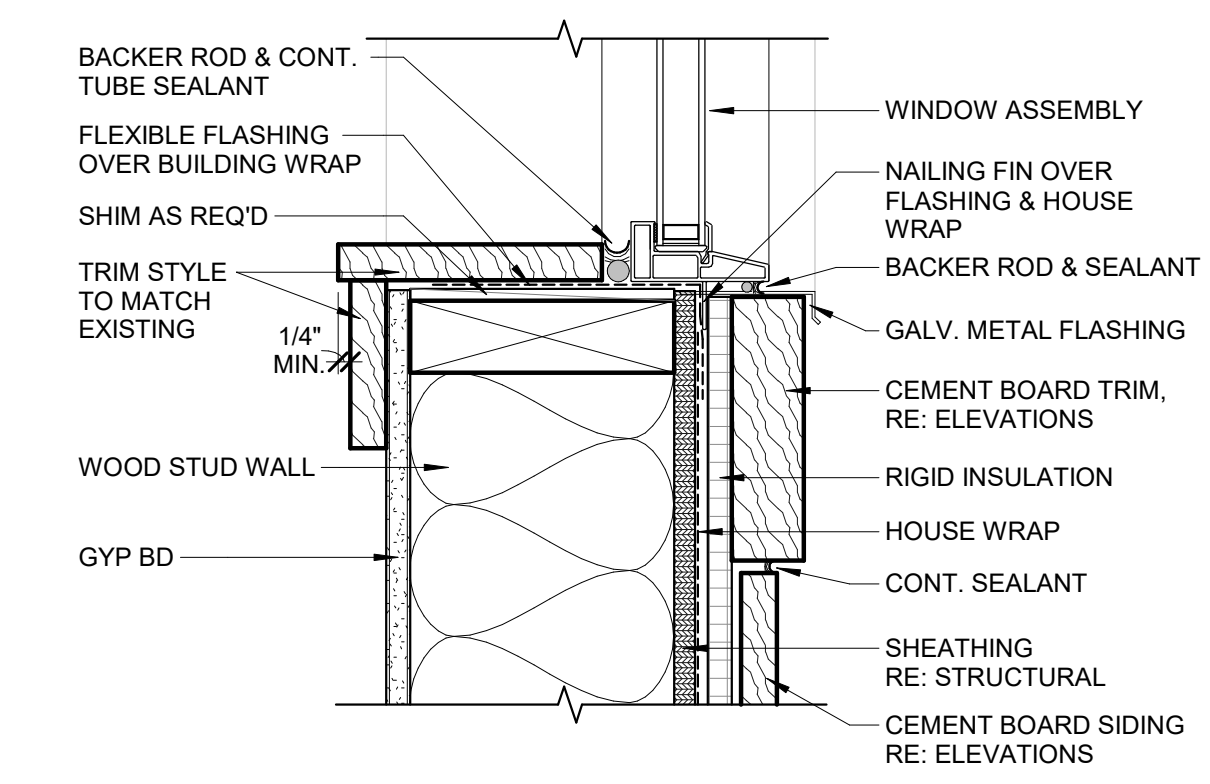 BACKER ROD & CONT.
TUBE SEALANT
FLEXIBLE FLASHING
OVER BUILDING WRAP
SHIM AS REQ'D
TRIM STYLE
TO MATCH
EXISTING
1/4"
MIN.
WOOD STUD WALL
GYP BD
WINDOW ASSEMBLY
NAILING FIN OVER
FLASHING & HOUSE
WRAP
BACKER ROD & SEALANT
GALV. METAL FLASHING
CEMENT BOARD TRIM,
RE: ELEVATIONS
RIGID INSULATION
HOUSE WRAP
CONT. SEALANT
SHEATHING
RE: STRUCTURAL
CEMENT BOARD SIDING
RE: ELEVATIONS